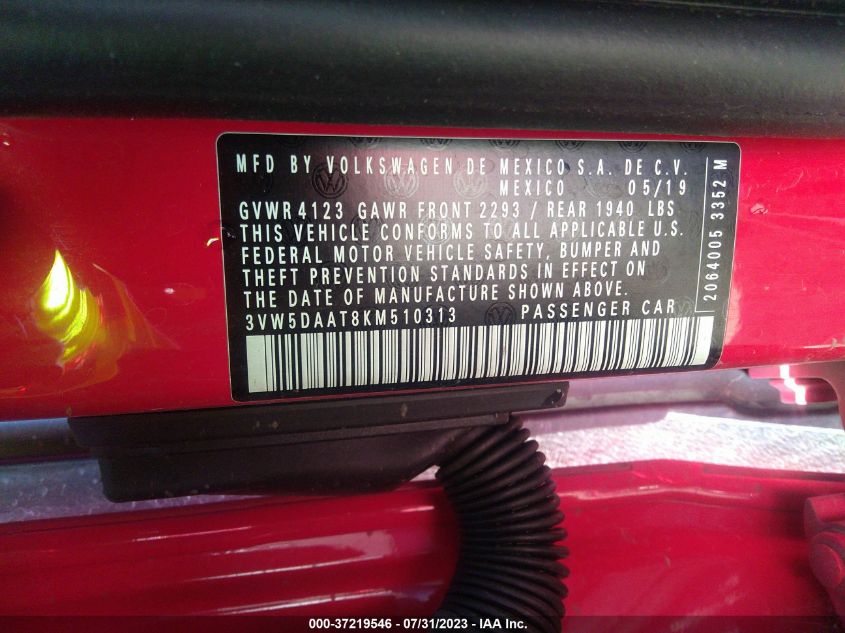 MFD BY VOLKSWAGEN DE MEXICO S.A. DE C.V.
MEXICO 05/19
GVWR 4123 GAWR FRONT 2293 / REAR 1940 LBS
THIS VEHICLE CONFORMS TO ALL APPLICABLE U.S.
FEDERAL MOTOR VEHICLE SAFETY, BUMPER AND
THEFT PREVENTION STANDARDS IN EFFECT ON
THE DATE OF MANUFACTURE SHOWN ABOVE.
3VW5DAAT8KM510313 PASSENGER CAR
2064005 3352 M
000-37219546 - 07/31/2023 - IAA Inc.